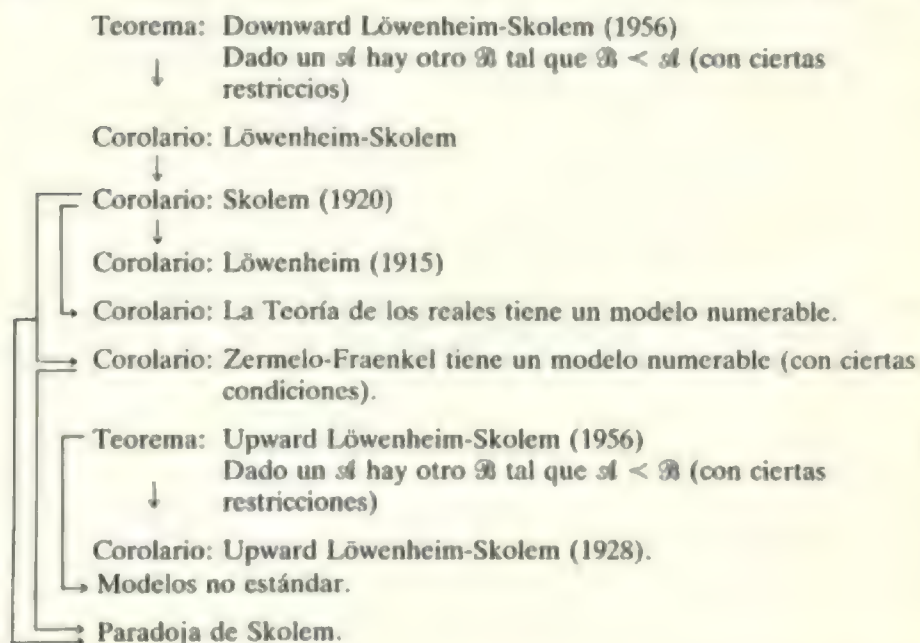 Teorema: Downward Löwenheim-Skolem (1956)
Dado un 𝒜 hay otro ℬ tal que ℬ < 𝒜 (con ciertas
restriccios)
↓
Corolario: Löwenheim-Skolem
↓
Corolario: Skolem (1920)
↓
Corolario: Löwenheim (1915)
Corolario: La Teoría de los reales tiene un modelo numerable.
Corolario: Zermelo-Fraenkel tiene un modelo numerable (con ciertas
condiciones).
Teorema: Upward Löwenheim-Skolem (1956)
Dado un 𝒜 hay otro ℬ tal que 𝒜 < ℬ (con ciertas
restricciones)
↓
Corolario: Upward Löwenheim-Skolem (1928).
Modelos no estándar.
Paradoja de Skolem.